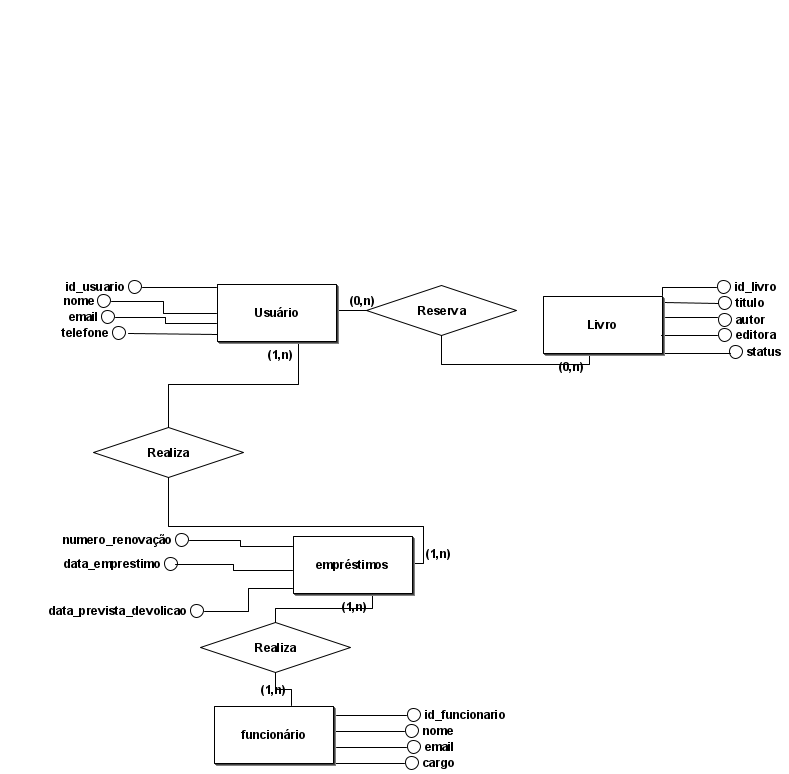 id_usuario
nome
email
telefone
Usuário
(0,n)
Reserva
Livro
id_livro
titulo
autor
editora
status
(1,n)
(0,n)
Realiza
numero_renovação
data_emprestimo
data_prevista_devolicao
empréstimos
(1,n)
(1,n)
Realiza
(1,n)
funcionário
id_funcionario
nome
email
cargo